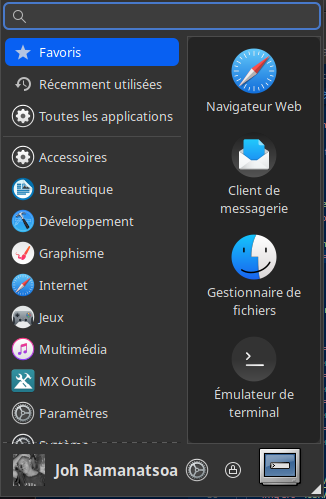 Favoris
Récemment utilisées
Toutes les applications
Accessoires
Bureautique
Développement
Graphisme
Internet
Jeux
Multimédia
MX Outils
Paramètres
Système
Navigateur Web
Client de
messagerie
Gestionnaire de
fichiers
Émulateur de
terminal
Joh Ramanatsoa